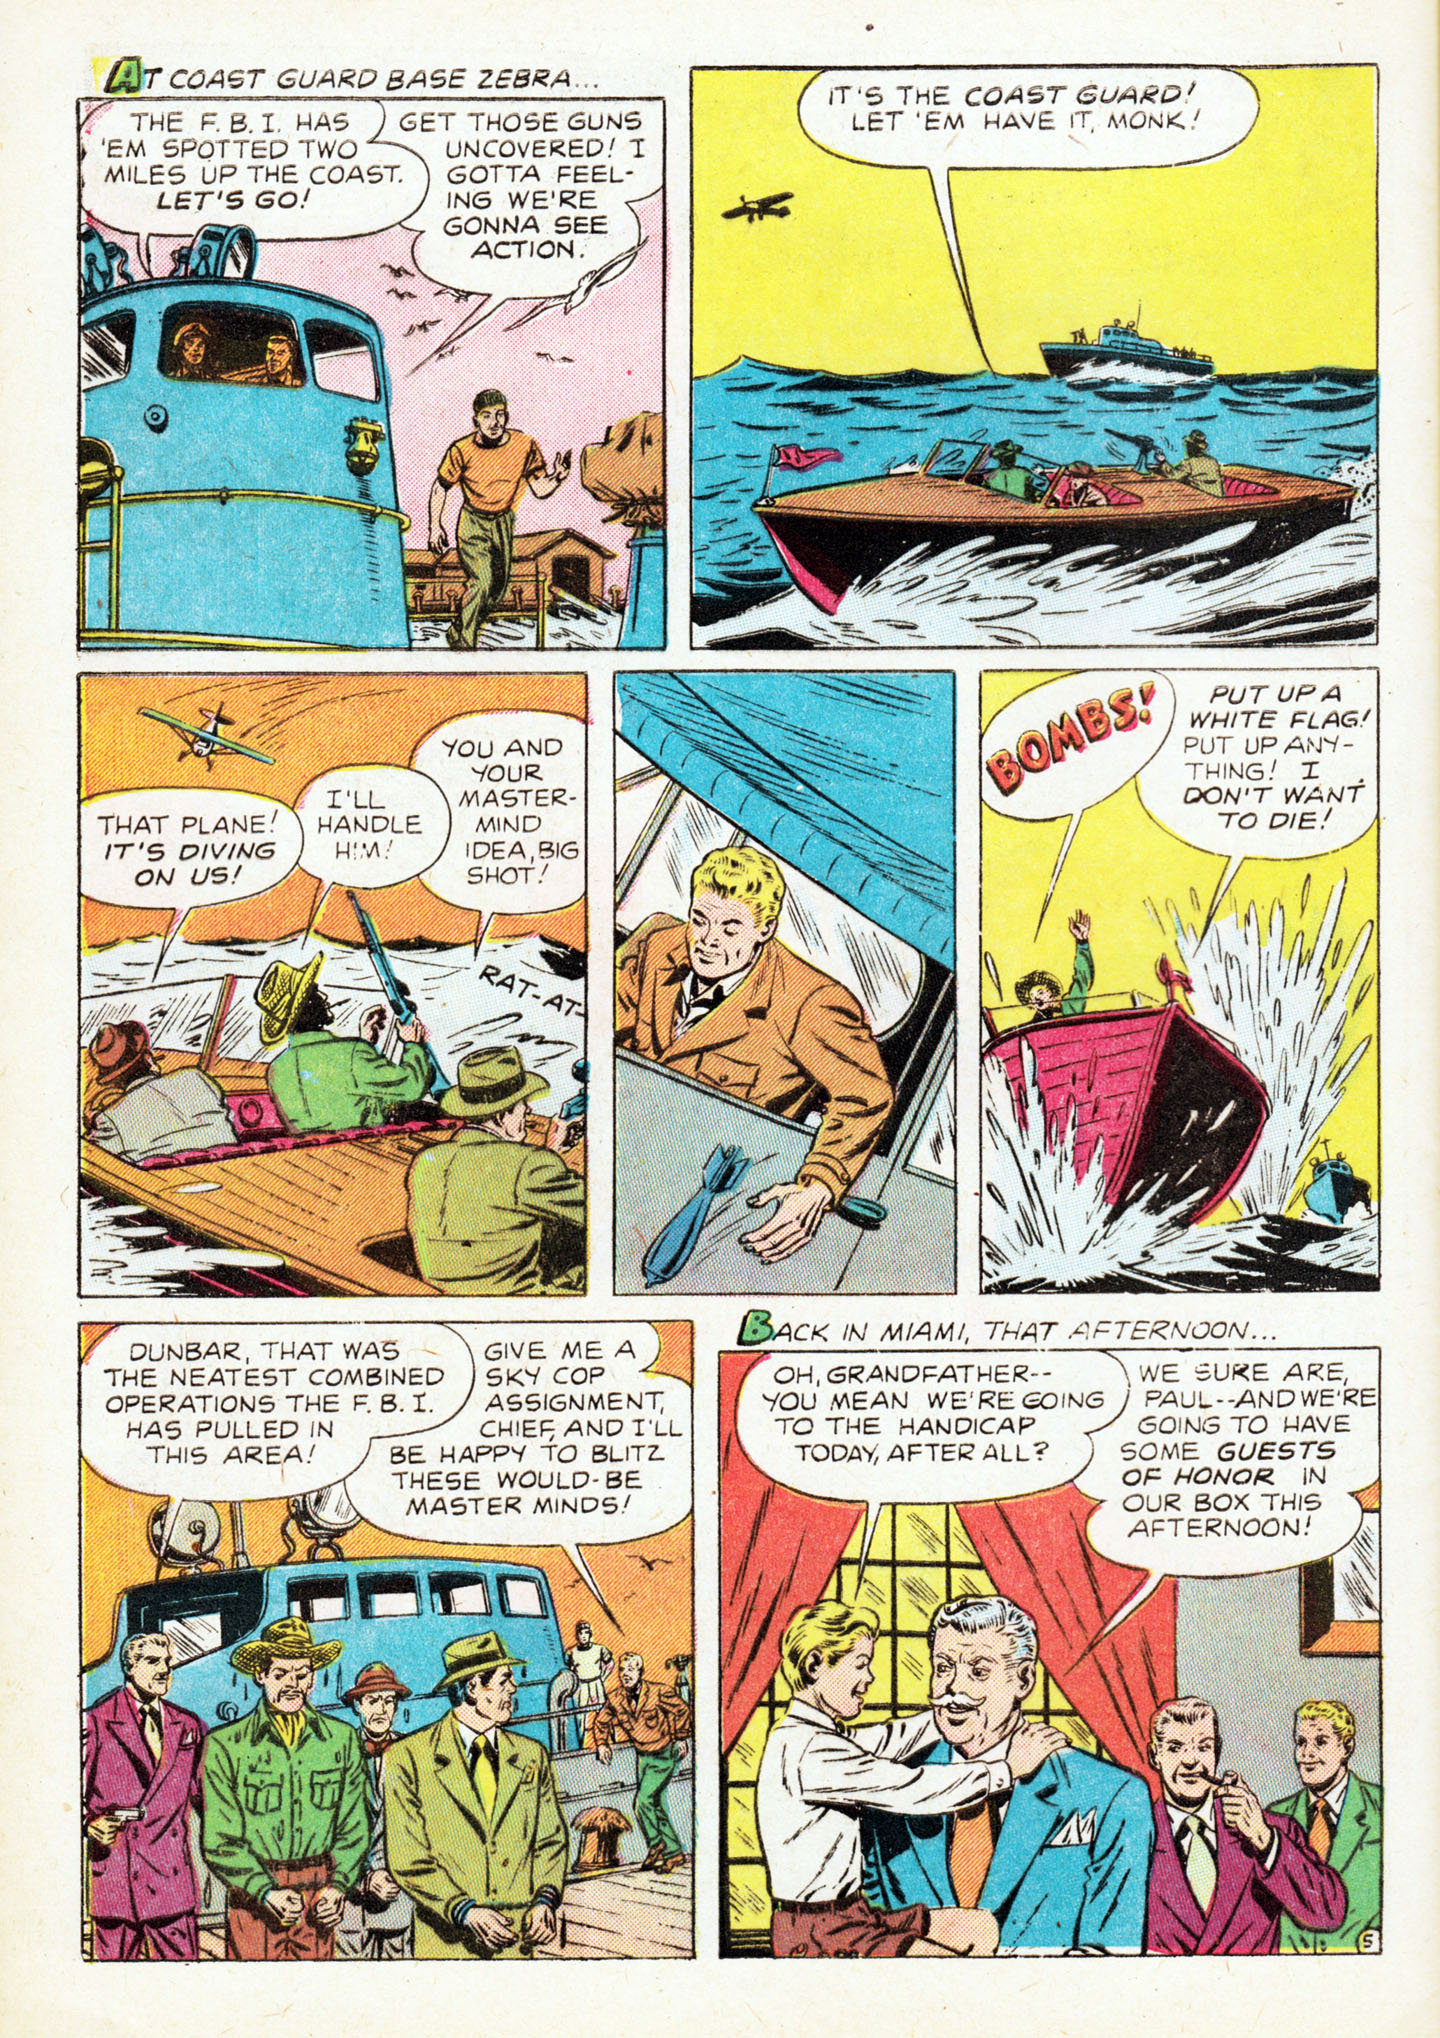 AT COAST GUARD BASE ZEBRA...
THE F.B.I. HAS
'EM SPOTTED TWO
MILES UP THE COAST.
LET'S GO!
GET THOSE GUNS
UNCOVERED! I
GOTTA FEEL-
ING WE'RE
GONNA SEE
ACTION.
IT'S THE COAST GUARD!
LET 'EM HAVE IT, MONK!
THAT PLANE!
IT'S DIVING
ON US!
I'LL
HANDLE
HIM!
YOU AND
YOUR
MASTER-
MIND
IDEA, BIG
SHOT!
RAT-AT-
BOMBS!
PUT UP A
WHITE FLAG!
PUT UP ANY-
THING! I
DON'T WANT
TO DIE!
DUNBAR, THAT WAS
THE NEATEST COMBINED
OPERATIONS THE F.B.I.
HAS PULLED IN
THIS AREA!
GIVE ME A
SKY COP
ASSIGNMENT,
CHIEF, AND I'LL
BE HAPPY TO BLITZ
THESE WOULD-BE
MASTER MINDS!
BACK IN MIAMI, THAT AFTERNOON...
OH, GRANDFATHER--
YOU MEAN WE'RE GOING
TO THE HANDICAP
TODAY, AFTER ALL?
WE SURE ARE,
PAUL--AND WE'RE
GOING TO HAVE
SOME GUESTS
OF HONOR IN
OUR BOX THIS
AFTERNOON!
5